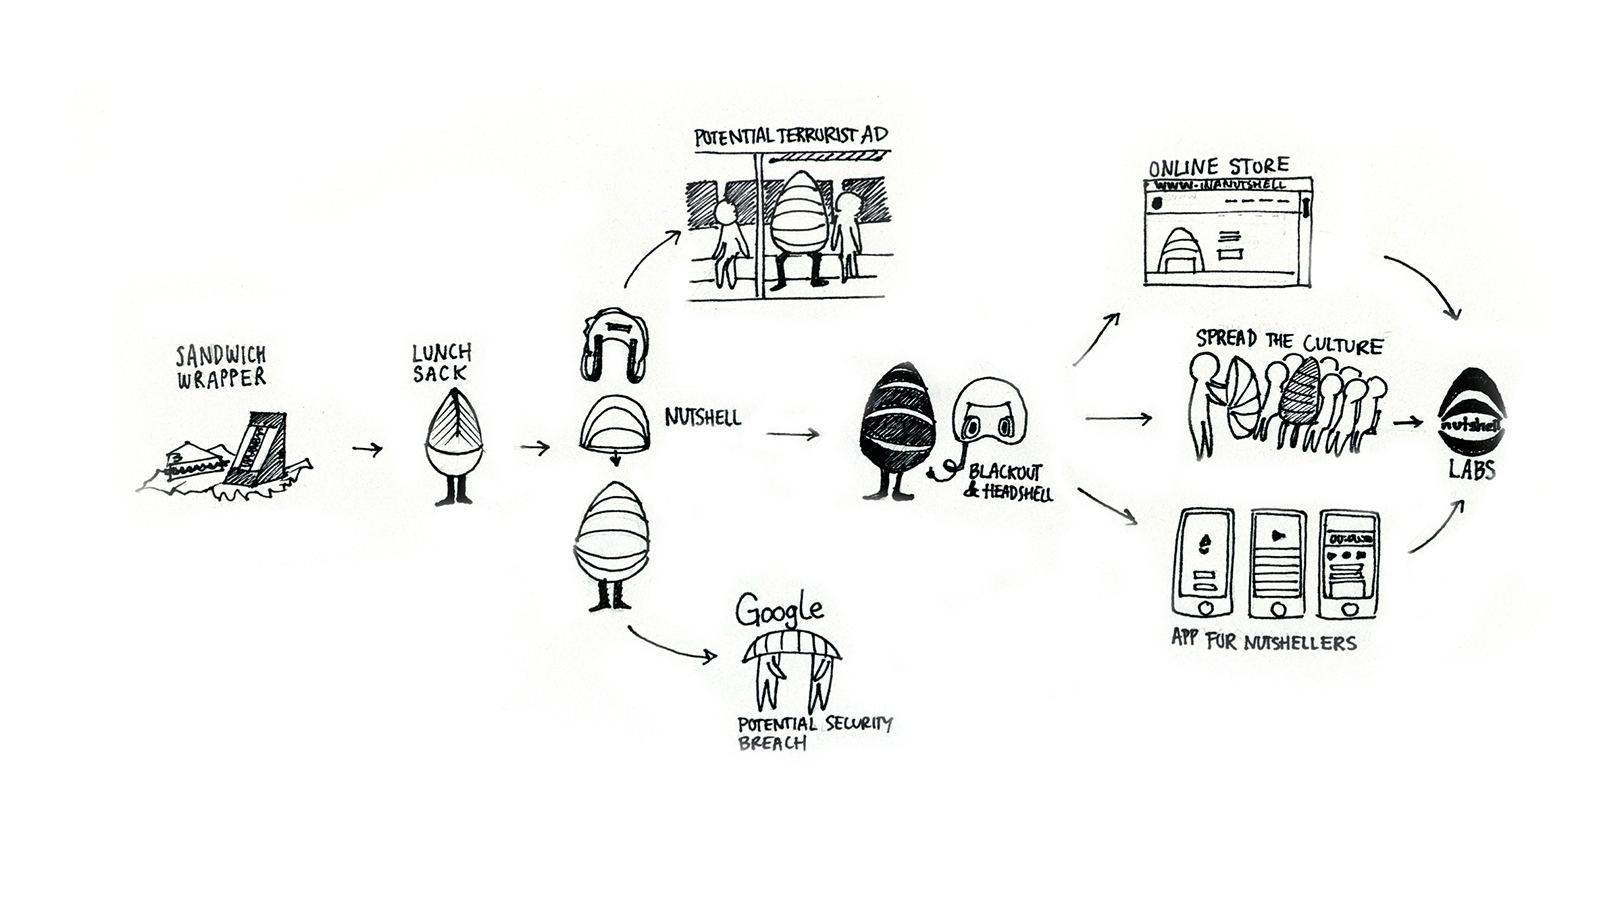 POTENTIAL TERRORIST AD
ONLINE STORE
WWW.INANUTSHELL
SANDWICH
WRAPPER
LUNCH
SACK
NUTSHELL
SPREAD THE CULTURE
BLACKOUT
& HEADSHELL
nutshell
LABS
Google
POTENTIAL SECURITY
BREACH
APP FOR NUTSHELLERS